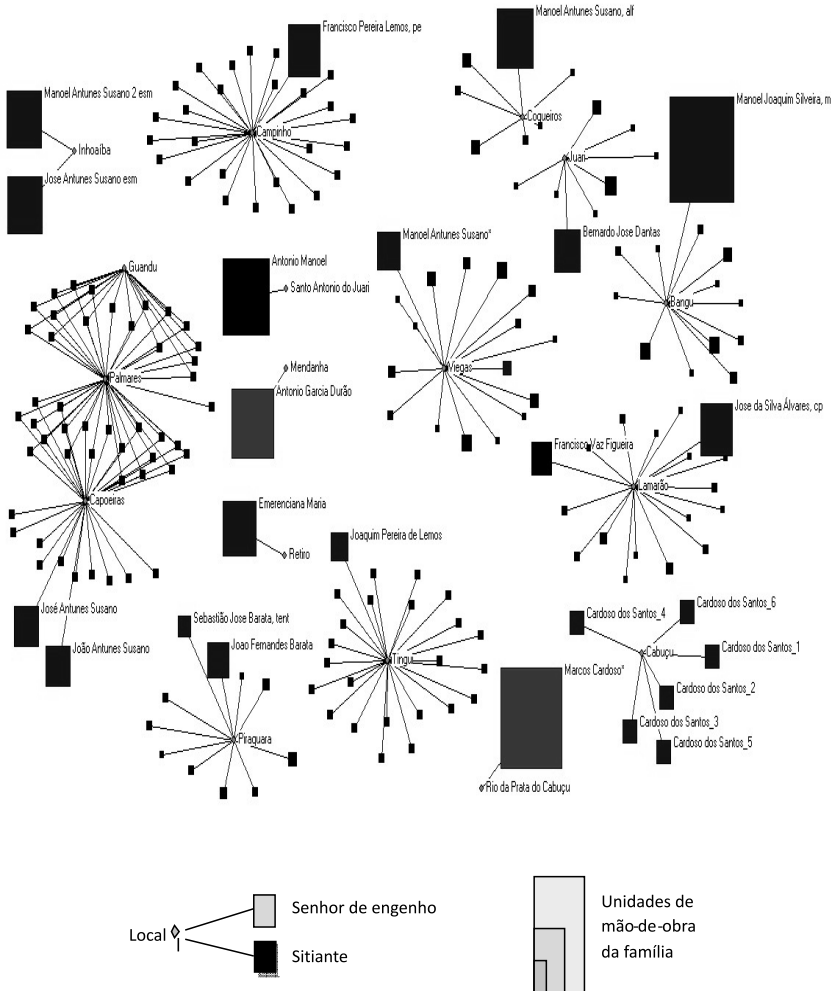 Francisco Pereira Lemos, pe
Manoel Antunes Susano, alf
Manoel Antunes Susano 2 esm
Manoel Joaquim Silveira, m
Campinho
Coqueiros
Inhoaíba
Juari
Jose Antunes Susano esm
Manoel Antunes Susano*
Bernardo Jose Dantas
Guandu
Antonio Manoel
Santo Antonio do Juari
Bangu
Mendanha
Viegas
Palmares
Antonio Garcia Durão
Jose da Silva Álvares, cp
Francisco Vaz Figueira
Lamarão
Capoeiras
Emerenciana Maria
Joaquim Pereira de Lemos
Retiro
José Antunes Susano
Sebastião Jose Barata, tent
João Antunes Susano
Joao Fernandes Barata
Cardoso dos Santos_6
Cardoso dos Santos_4
Cabuçu
Cardoso dos Santos_1
Tingui
Marcos Cardoso*
Cardoso dos Santos_2
Cardoso dos Santos_3
Cardoso dos Santos_5
Piraquara
Rio da Prata do Cabuçu
Local
Senhor de engenho
Sitiante
Unidades de
mão-de-obra
da família